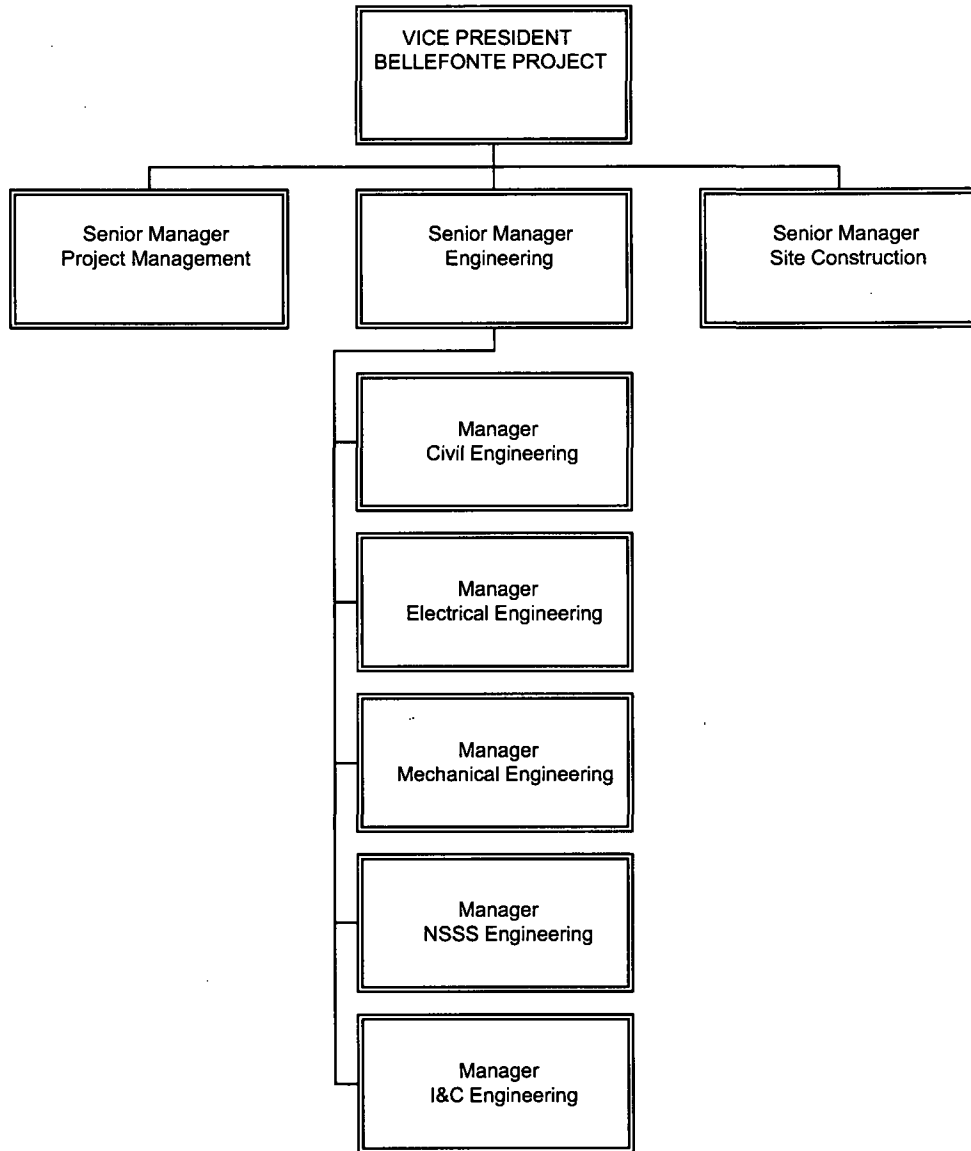 VICE PRESIDENT
BELLEFONTE PROJECT
Senior Manager
Project Management
Senior Manager
Engineering
Senior Manager
Site Construction
Manager
Civil Engineering
Manager
Electrical Engineering
Manager
Mechanical Engineering
Manager
NSSS Engineering
Manager
I&C Engineering